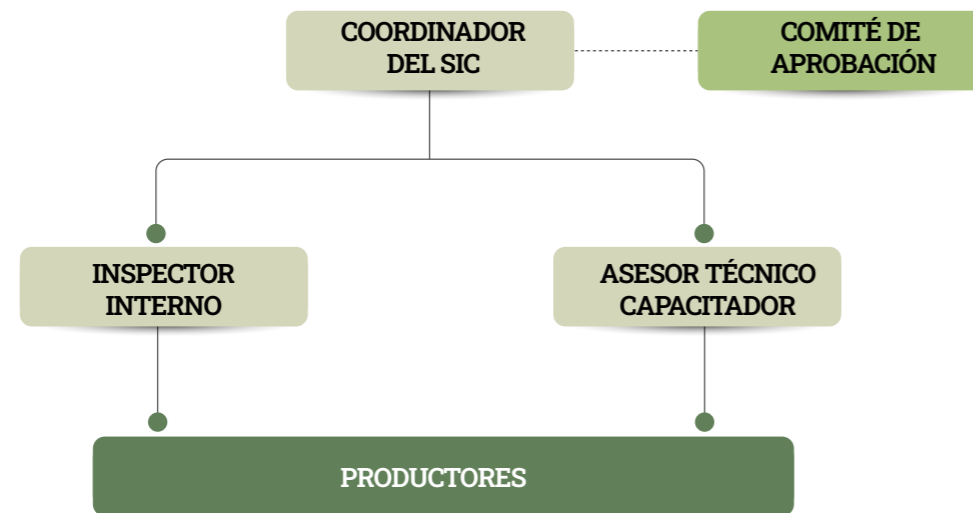 COORDINADOR
DEL SIC
COMITÉ DE
APROBACIÓN
INSPECTOR
INTERNO
ASESOR TÉCNICO
CAPACITADOR
PRODUCTORES